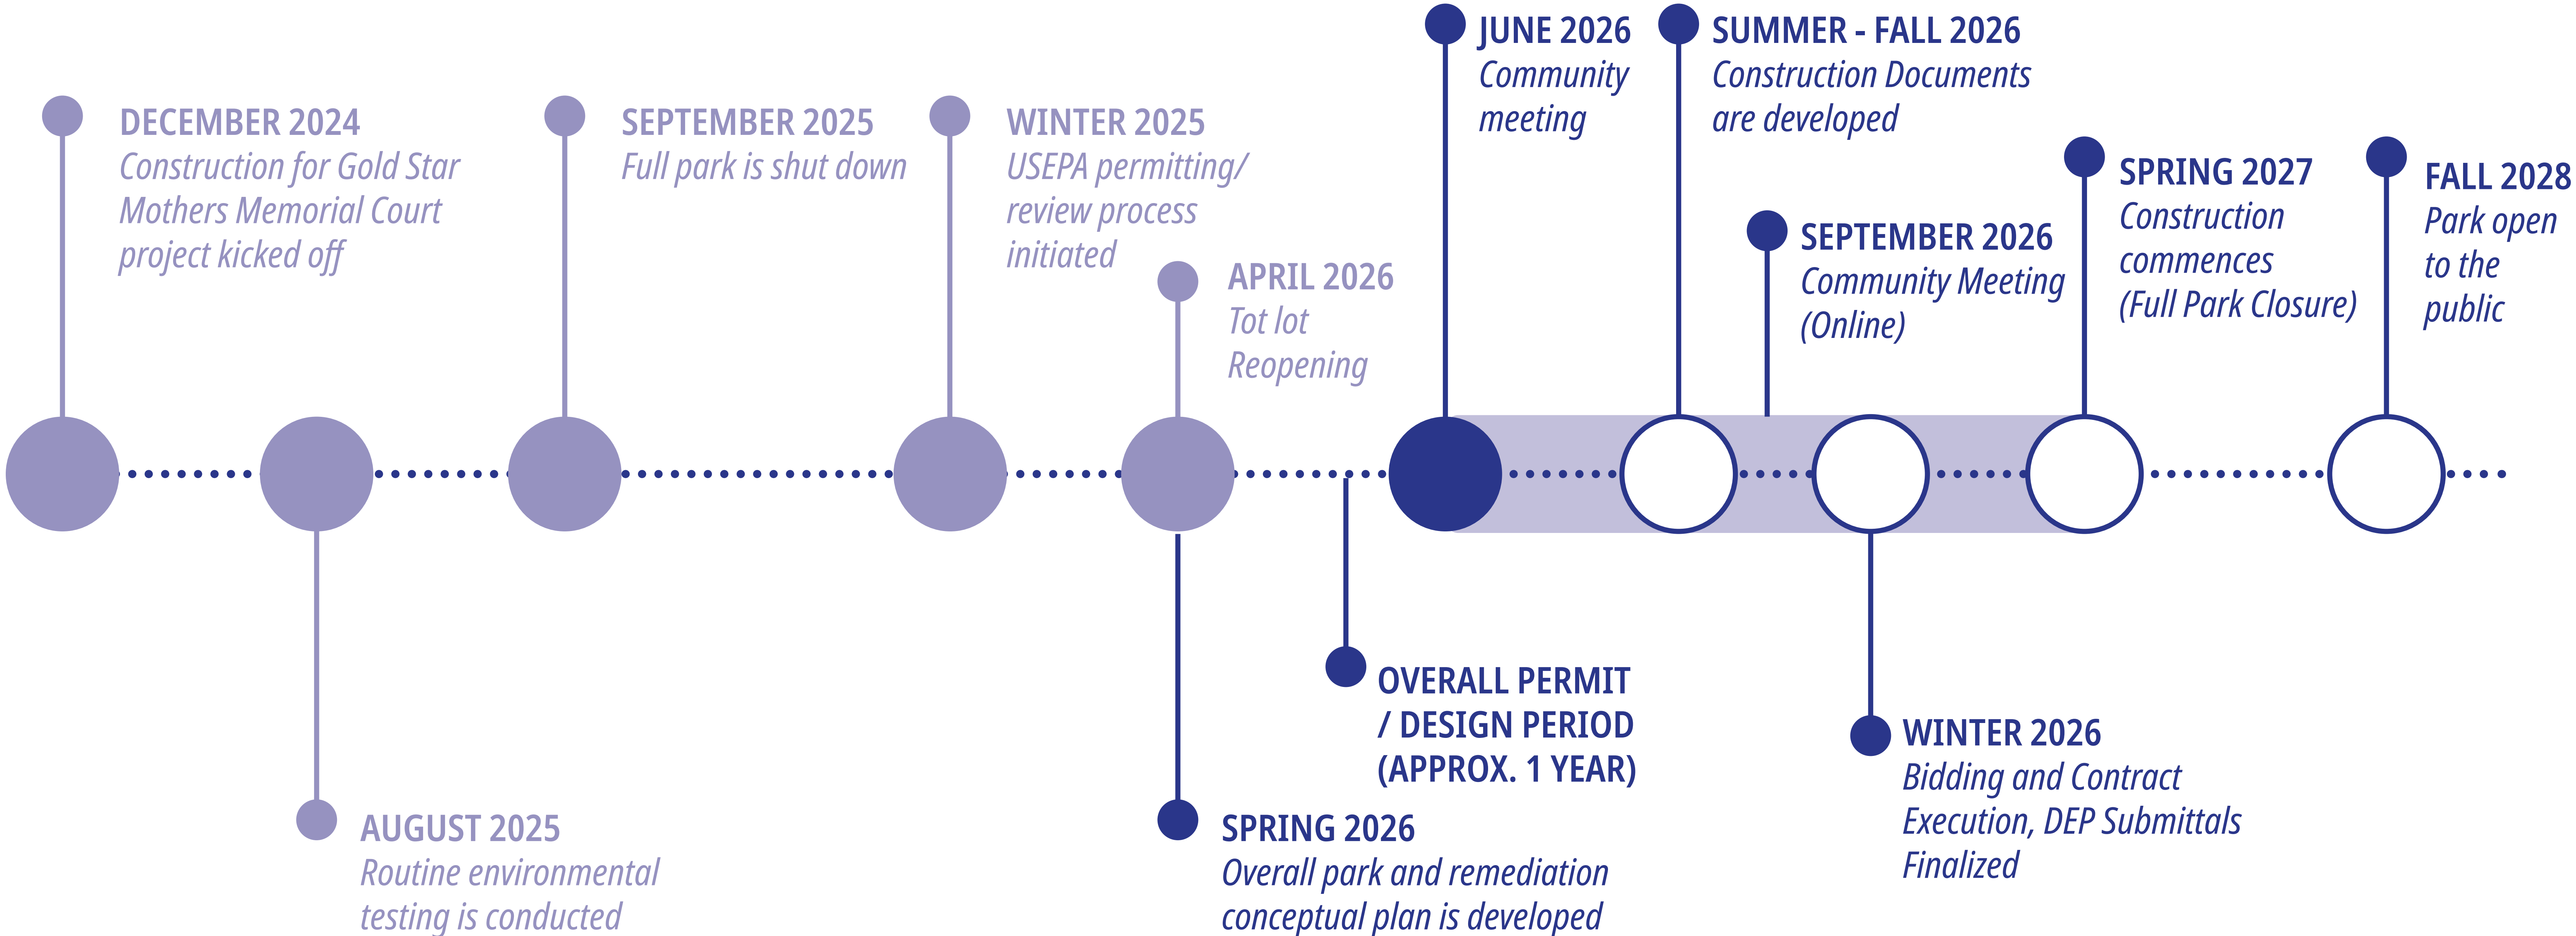 DECEMBER 2024
Construction for Gold Star
Mothers Memorial Court
project kicked off
AUGUST 2025
Routine environmental
testing is conducted
SEPTEMBER 2025
Full park is shut down
WINTER 2025
USEPA permitting/
review process
initiated
APRIL 2026
Tot lot
Reopening
SPRING 2026
Overall park and remediation
conceptual plan is developed
OVERALL PERMIT
/ DESIGN PERIOD
(APPROX. 1 YEAR)
JUNE 2026
Community
meeting
SUMMER - FALL 2026
Construction Documents
are developed
SEPTEMBER 2026
Community Meeting
(Online)
WINTER 2026
Bidding and Contract
Execution, DEP Submittals
Finalized
SPRING 2027
Construction
commences
(Full Park Closure)
FALL 2028
Park open
to the
public